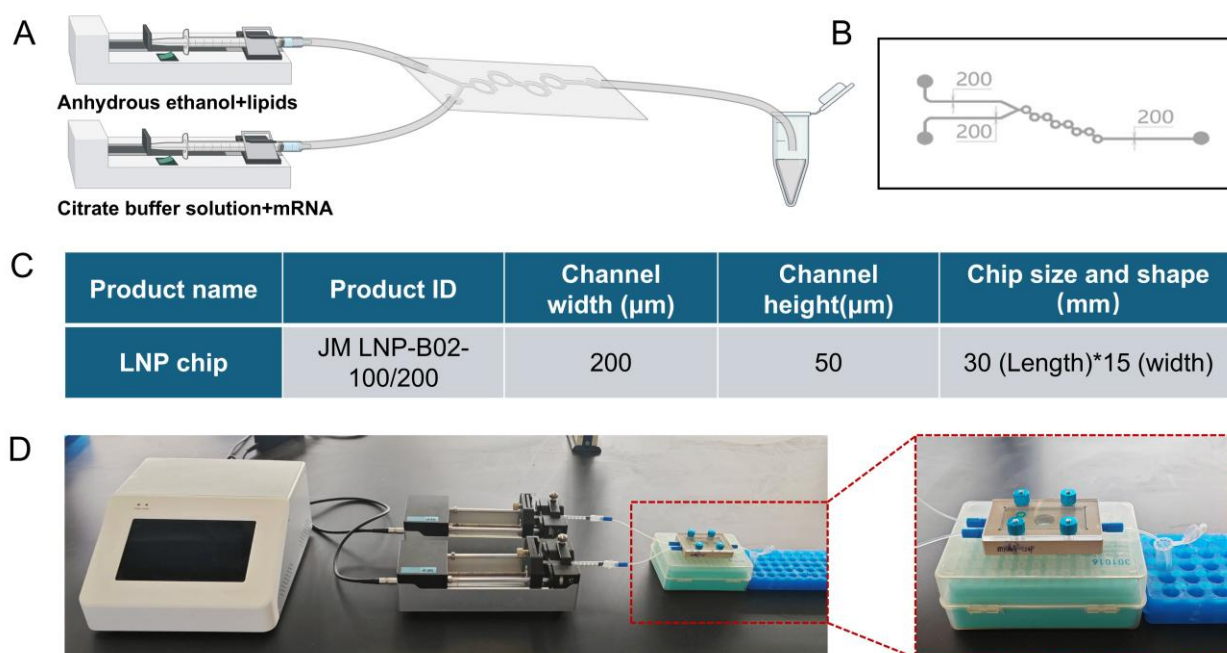 A
Anhydrous ethanol+lipids
Citrate buffer solution+mRNA
B
200
200
200
C
Product name
Product ID
Channel
width (μm)
Channel
height(μm)
Chip size and shape
(mm)
LNP chip
JM LNP-B02-
100/200
200
50
30 (Length)*15 (width)
D
301016